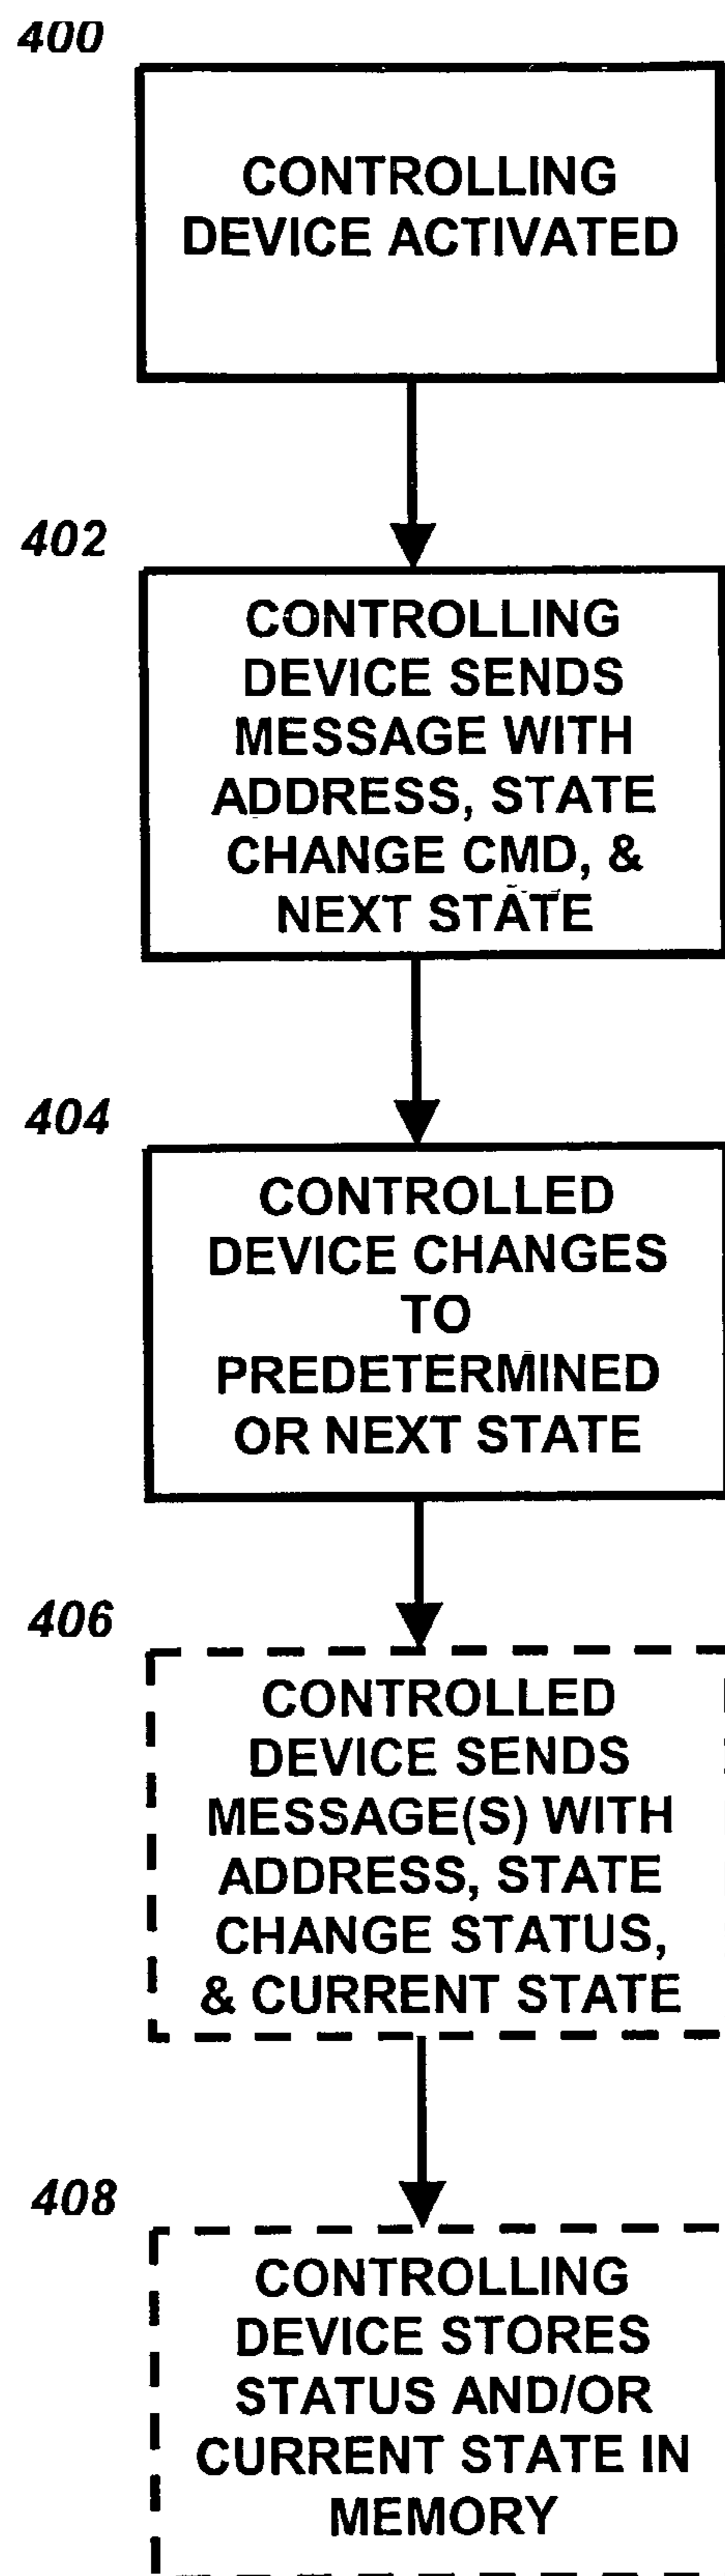 400
CONTROLLING
DEVICE ACTIVATED
402
CONTROLLING
DEVICE SENDS
MESSAGE WITH
ADDRESS, STATE
CHANGE CMD, &
NEXT STATE
404
CONTROLLED
DEVICE CHANGES
TO
PREDETERMINED
OR NEXT STATE
406
CONTROLLED
DEVICE SENDS
MESSAGE(S) WITH
ADDRESS, STATE
CHANGE STATUS,
& CURRENT STATE
408
CONTROLLING
DEVICE STORES
STATUS AND/OR
CURRENT STATE IN
MEMORY